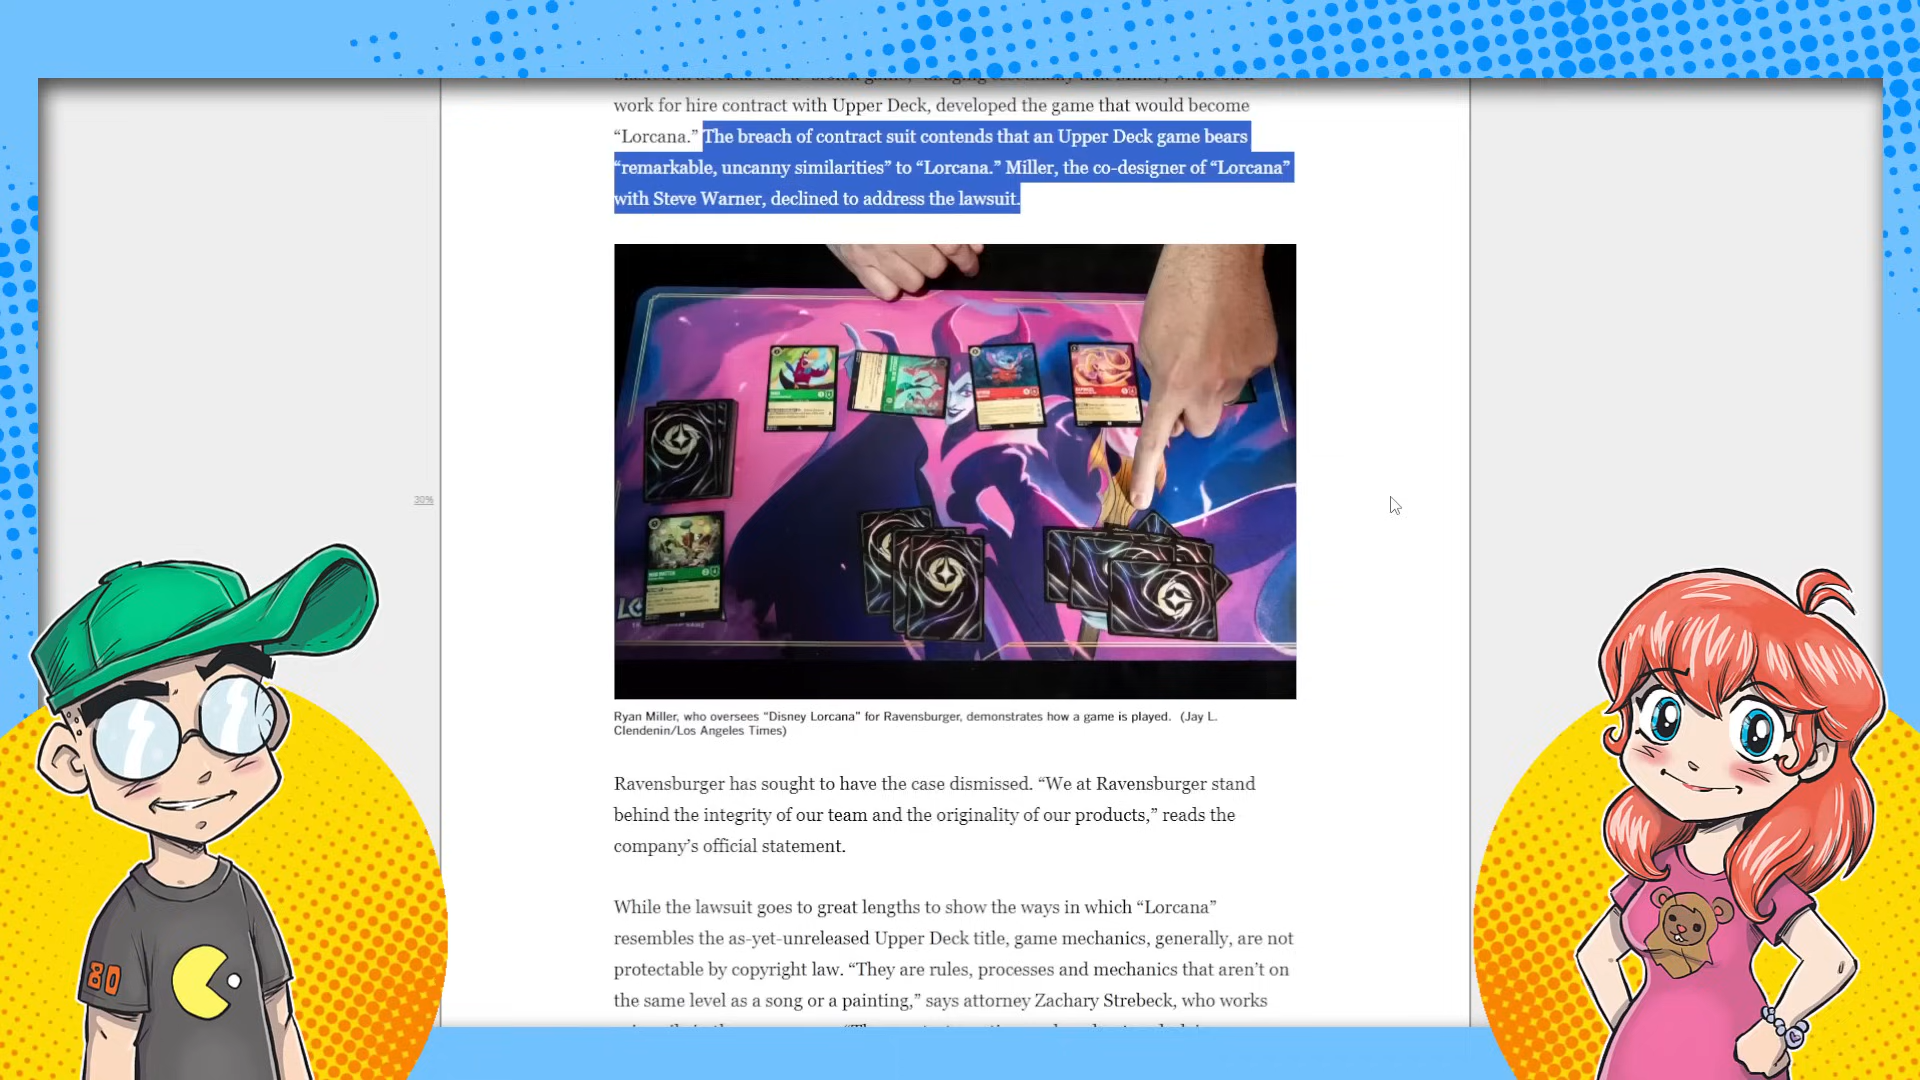 work for hire contract with Upper Deck, developed the game that would become
“Lorcana.” The breach of contract suit contends that an Upper Deck game bears
“remarkable, uncanny similarities” to “Lorcana.” Miller, the co-designer of “Lorcana”
with Steve Warner, declined to address the lawsuit.
30%
Ryan Miller, who oversees “Disney Lorcana” for Ravensburger, demonstrates how a game is played. (Jay L.
Clendenin/Los Angeles Times)
Ravensburger has sought to have the case dismissed. “We at Ravensburger stand
behind the integrity of our team and the originality of our products,” reads the
company’s official statement.
While the lawsuit goes to great lengths to show the ways in which “Lorcana”
resembles the as-yet-unreleased Upper Deck title, game mechanics, generally, are not
protectable by copyright law. “They are rules, processes and mechanics that aren’t on
the same level as a song or a painting,” says attorney Zachary Strebeck, who works
80